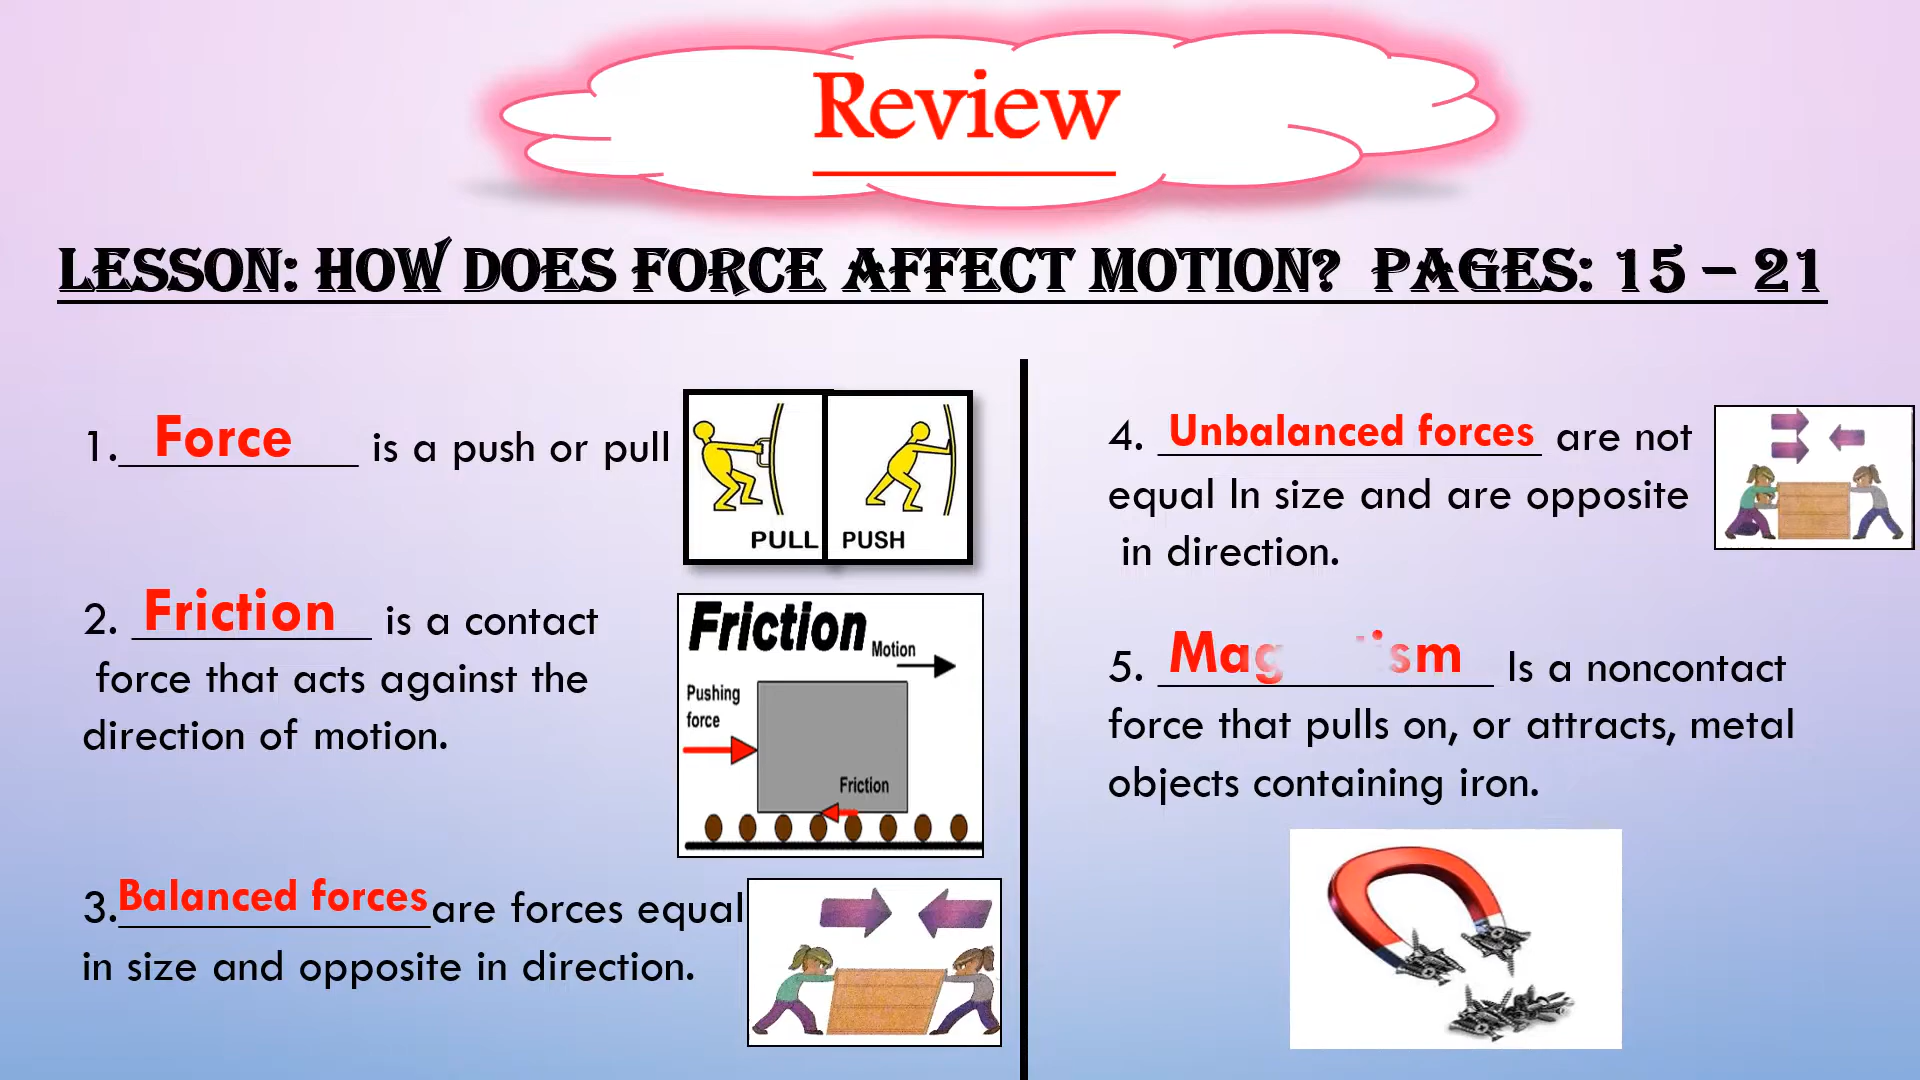 Review
LESSON: HOW DOES FORCE AFFECT MOTION? PAGES: 15 – 21
1. Force is a push or pull
PULL PUSH
2. Friction is a contact
force that acts against the
direction of motion.
Friction
Motion
Pushing
force
Friction
3. Balanced forces are forces equal
in size and opposite in direction.
4. Unbalanced forces are not
equal In size and are opposite
in direction.
5. Is a noncontact
force that pulls on, or attracts, metal
objects containing iron.